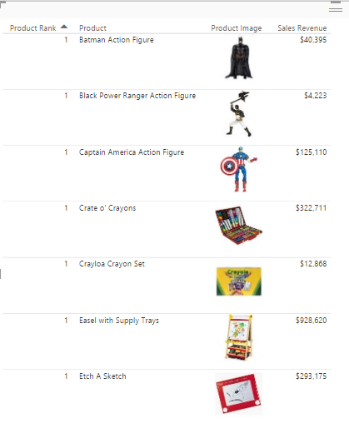 Product Rank Product Product Image Sales Revenue
1 Batman Action Figure $40,395
1 Black Power Ranger Action Figure $4,223
1 Captain America Action Figure $125,110
1 Crate o' Crayons $322,711
1 Crayloa Crayon Set $12,868
Crayola
1 Easel with Supply Trays $928,620
1 Etch A Sketch $293,175